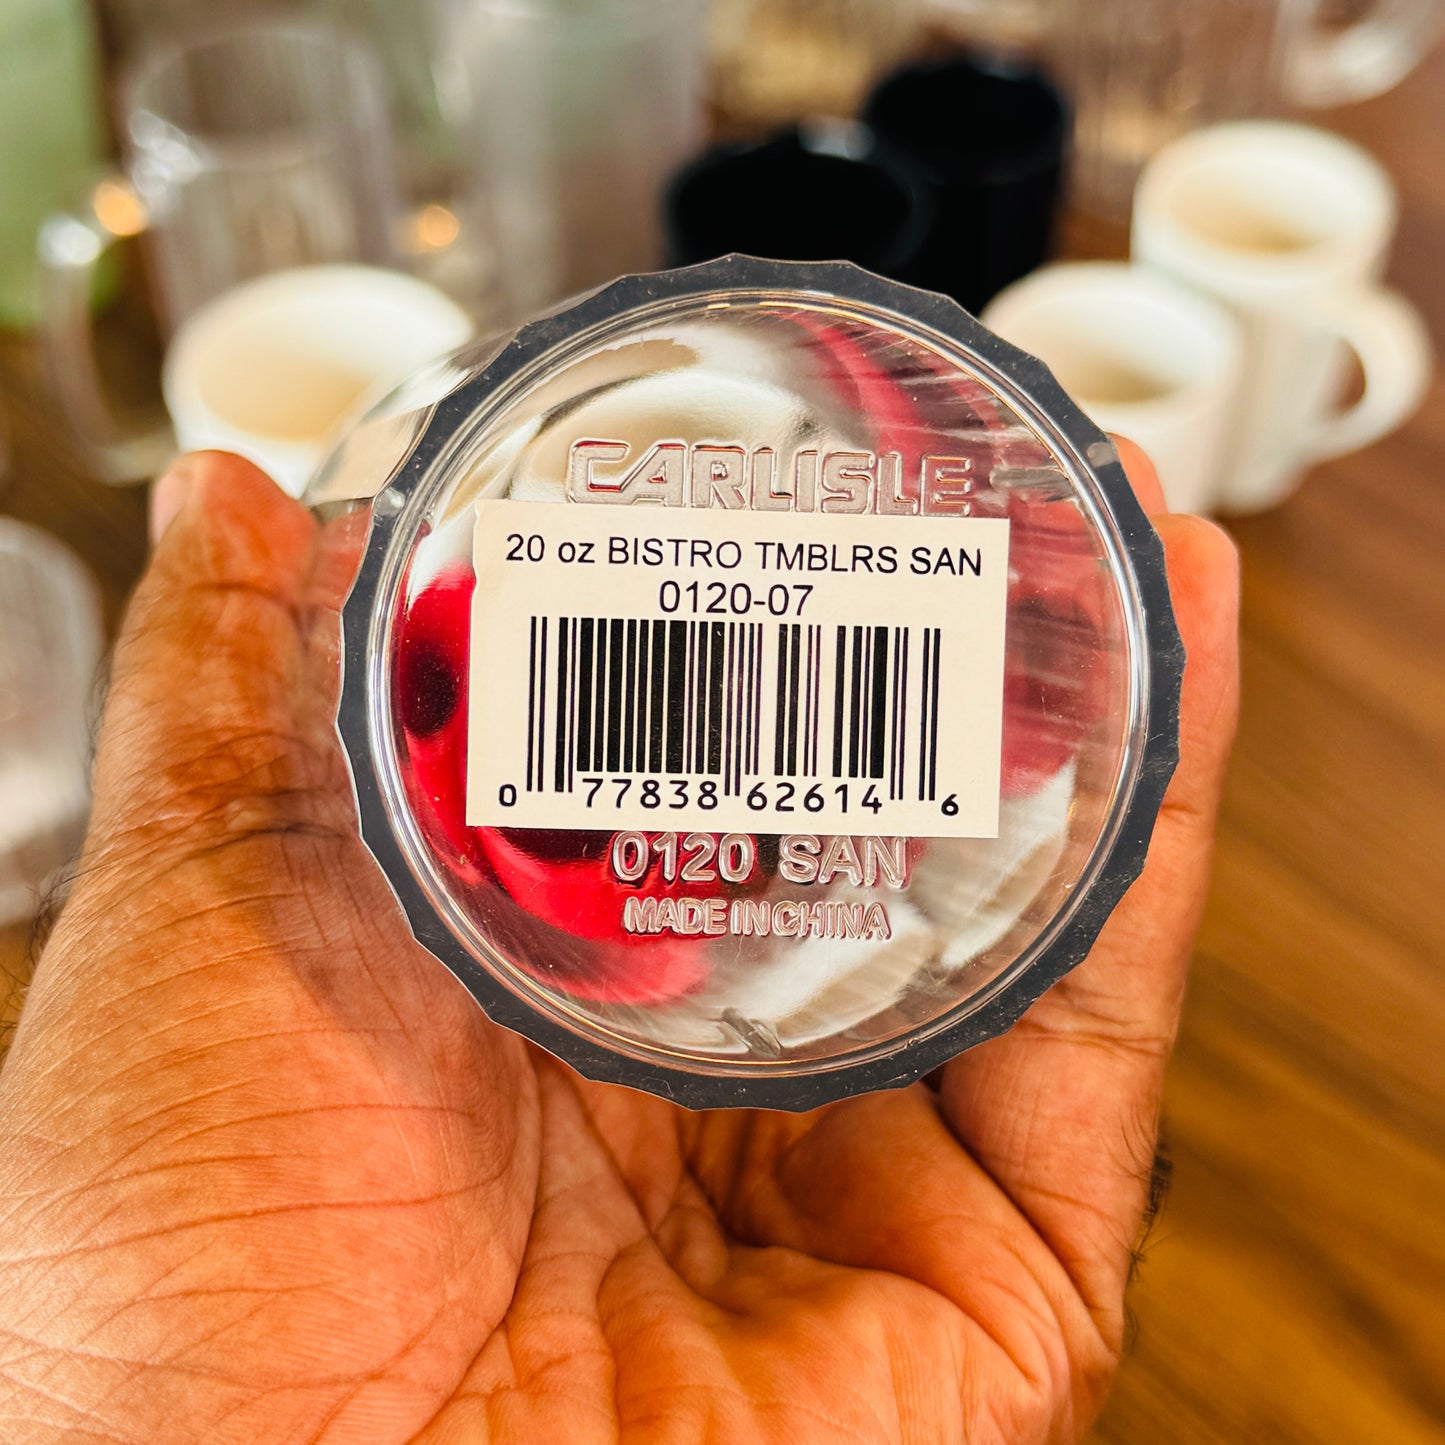 CARLISLE
20 oz BISTRO TMBLRS SAN
0120-07
0 77838 62614 6
0120 SAN
MADE IN CHINA